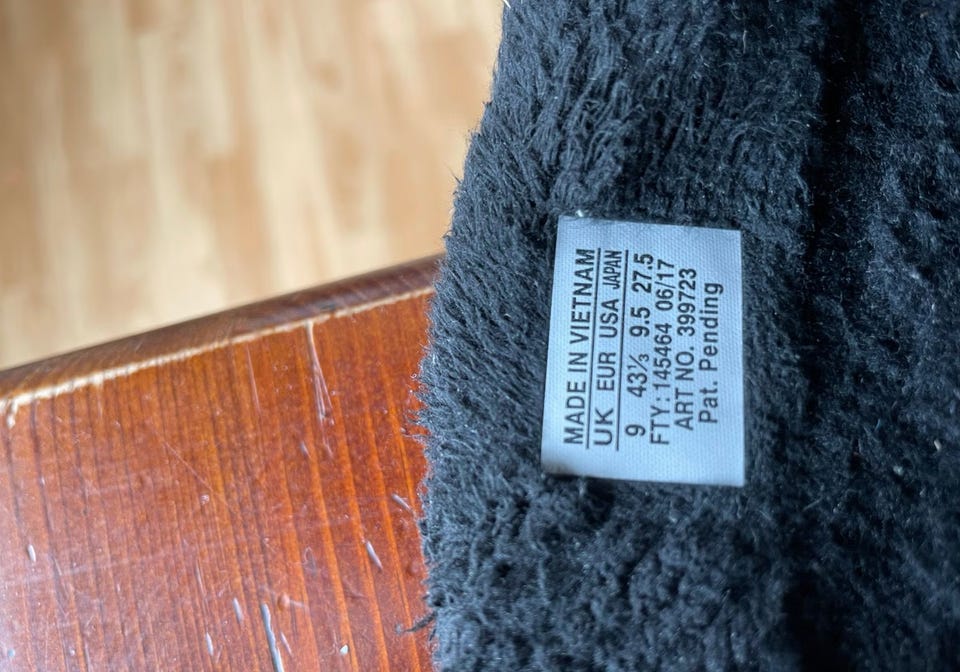 MADE IN VIETNAM
UK EUR USA JAPAN
9 43⅓ 9.5 27.5
FTY:145464 06/17
ART NO. 399723
Pat. Pending